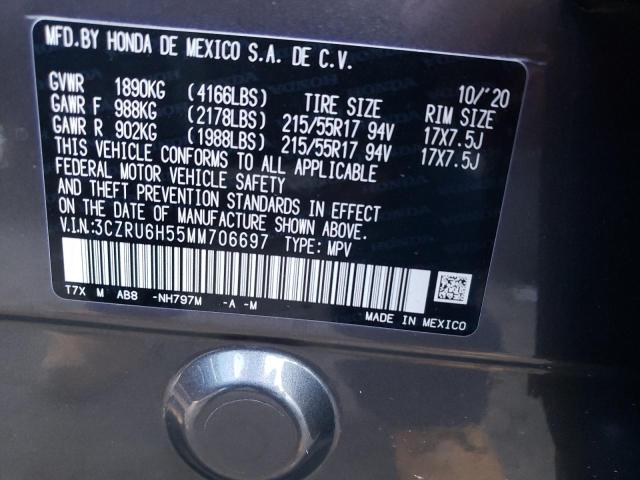 MFD.BY HONDA DE MEXICO S.A. DE C.V.
10/'20
GVWR 1890KG (4166LBS) TIRE SIZE RIM SIZE
GAWR F 988KG (2178LBS) 215/55R17 94V 17X7.5J
GAWR R 902KG (1988LBS) 215/55R17 94V 17X7.5J
THIS VEHICLE CONFORMS TO ALL APPLICABLE
FEDERAL MOTOR VEHICLE SAFETY
AND THEFT PREVENTION STANDARDS IN EFFECT
ON THE DATE OF MANUFACTURE SHOWN ABOVE.
V.I.N.:3CZRU6H55MM706697 TYPE: MPV
T7X M AB8 -NH797M -A -M
MADE IN MEXICO